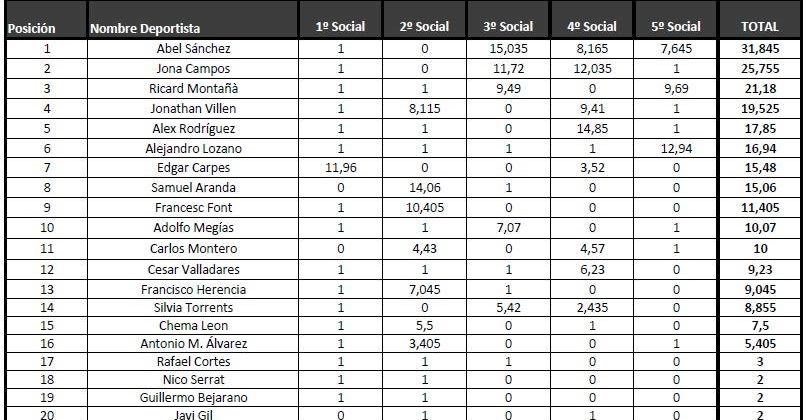 Posición Nombre Deportista 1º Social 2º Social 3º Social 4º Social 5º Social TOTAL
1 Abel Sánchez 1 0 15,035 8,165 7,645 31,845
2 Jona Campos 1 0 11,72 12,035 1 25,755
3 Ricard Montañà 1 1 9,49 0 9,69 21,18
4 Jonathan Villen 1 8,115 0 9,41 1 19,525
5 Alex Rodríguez 1 1 0 14,85 1 17,85
6 Alejandro Lozano 1 1 1 1 12,94 16,94
7 Edgar Carpes 11,96 0 0 3,52 0 15,48
8 Samuel Aranda 0 14,06 1 0 0 15,06
9 Francesc Font 1 10,405 0 0 0 11,405
10 Adolfo Megías 1 1 7,07 0 1 10,07
11 Carlos Montero 0 4,43 0 4,57 1 10
12 Cesar Valladares 1 1 1 6,23 0 9,23
13 Francisco Herencia 1 7,045 1 0 0 9,045
14 Silvia Torrents 1 0 5,42 2,435 0 8,855
15 Chema Leon 1 5,5 0 1 0 7,5
16 Antonio M. Álvarez 1 3,405 0 0 1 5,405
17 Rafael Cortes 1 1 1 0 0 3
18 Nico Serrat 1 1 0 0 0 2
19 Guillermo Bejarano 1 1 0 0 0 2
20 Javi Gil 0 1 0 1 0 2